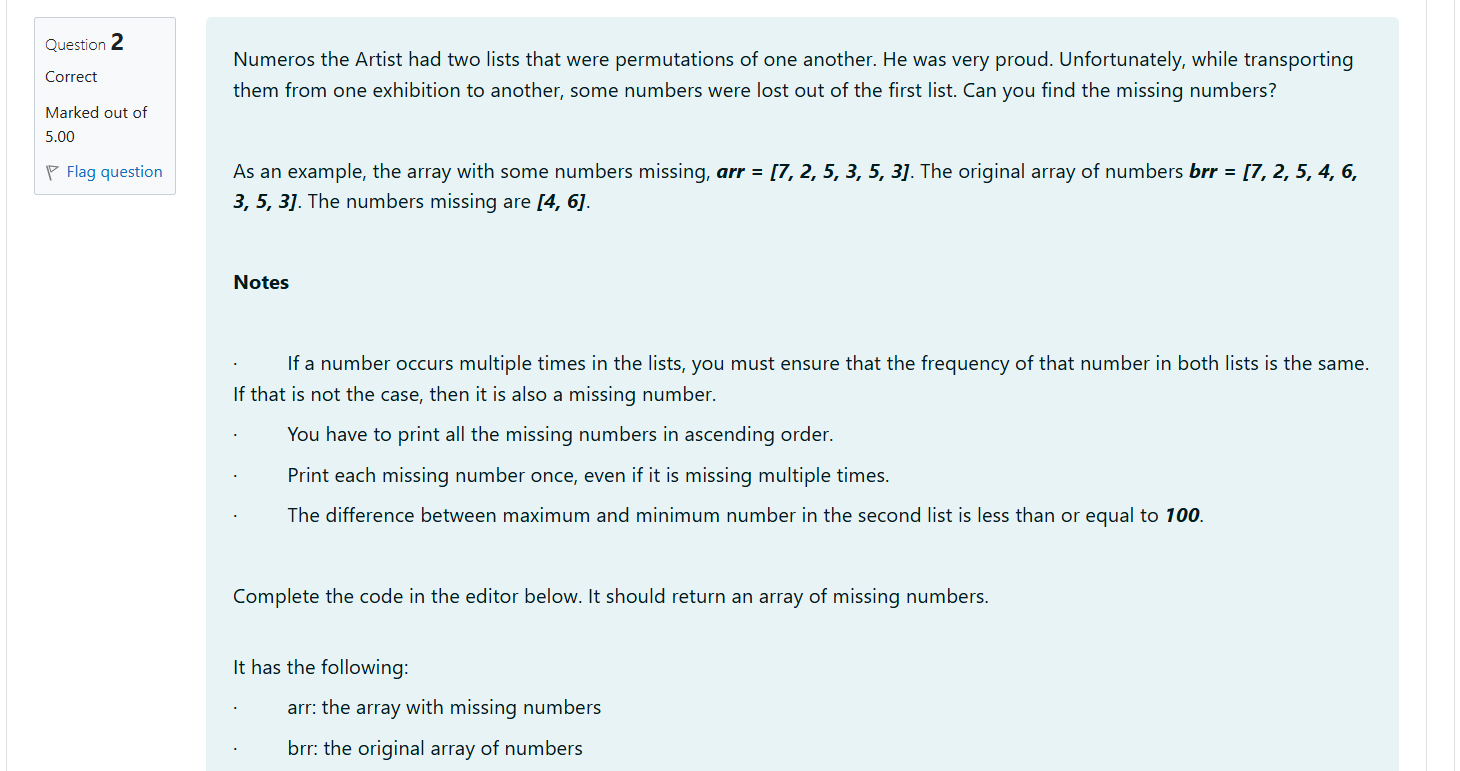 Question 2
Correct
Marked out of
5.00
Flag question
Numeros the Artist had two lists that were permutations of one another. He was very proud. Unfortunately, while transporting
them from one exhibition to another, some numbers were lost out of the first list. Can you find the missing numbers?
As an example, the array with some numbers missing, arr = [7, 2, 5, 3, 5, 3]. The original array of numbers brr = [7, 2, 5, 4, 6,
3, 5, 3]. The numbers missing are [4, 6].
Notes
· If a number occurs multiple times in the lists, you must ensure that the frequency of that number in both lists is the same.
If that is not the case, then it is also a missing number.
· You have to print all the missing numbers in ascending order.
· Print each missing number once, even if it is missing multiple times.
· The difference between maximum and minimum number in the second list is less than or equal to 100.
Complete the code in the editor below. It should return an array of missing numbers.
It has the following:
· arr: the array with missing numbers
· brr: the original array of numbers